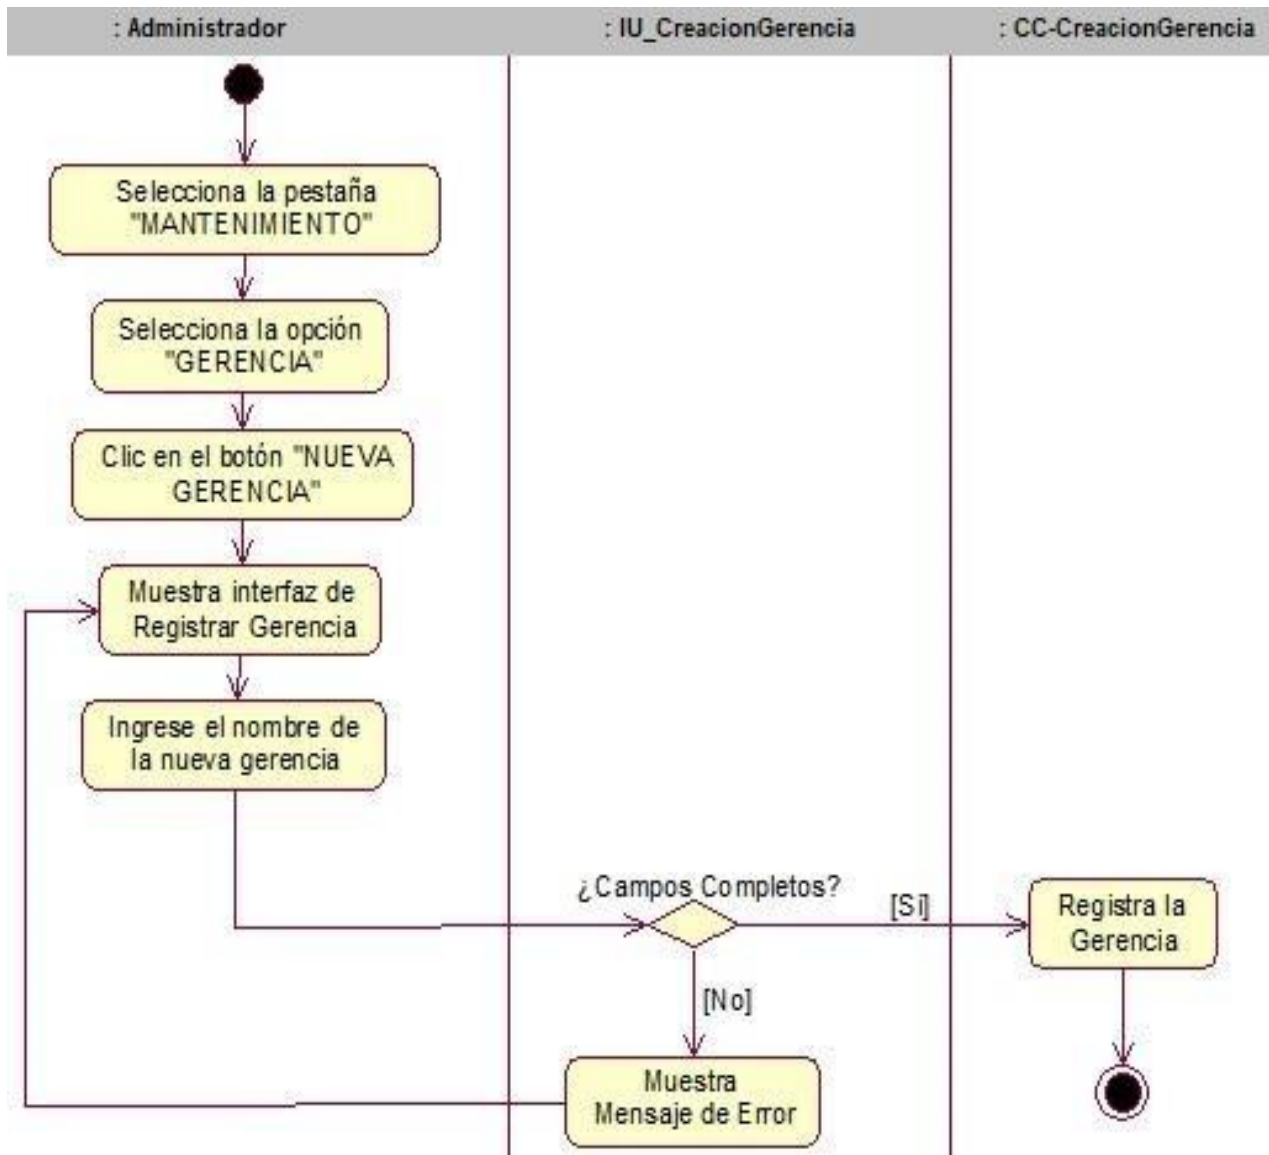 : Administrador
: IU_CreacionGerencia
: CC-CreacionGerencia
Selecciona la pestaña
"MANTENIMIENTO"
Selecciona la opción
"GERENCIA"
Clic en el botón "NUEVA
GERENCIA"
Muestra interfaz de
Registrar Gerencia
Ingrese el nombre de
la nueva gerencia
¿Campos Completos?
[Si]
Registra la
Gerencia
[No]
Muestra
Mensaje de Error